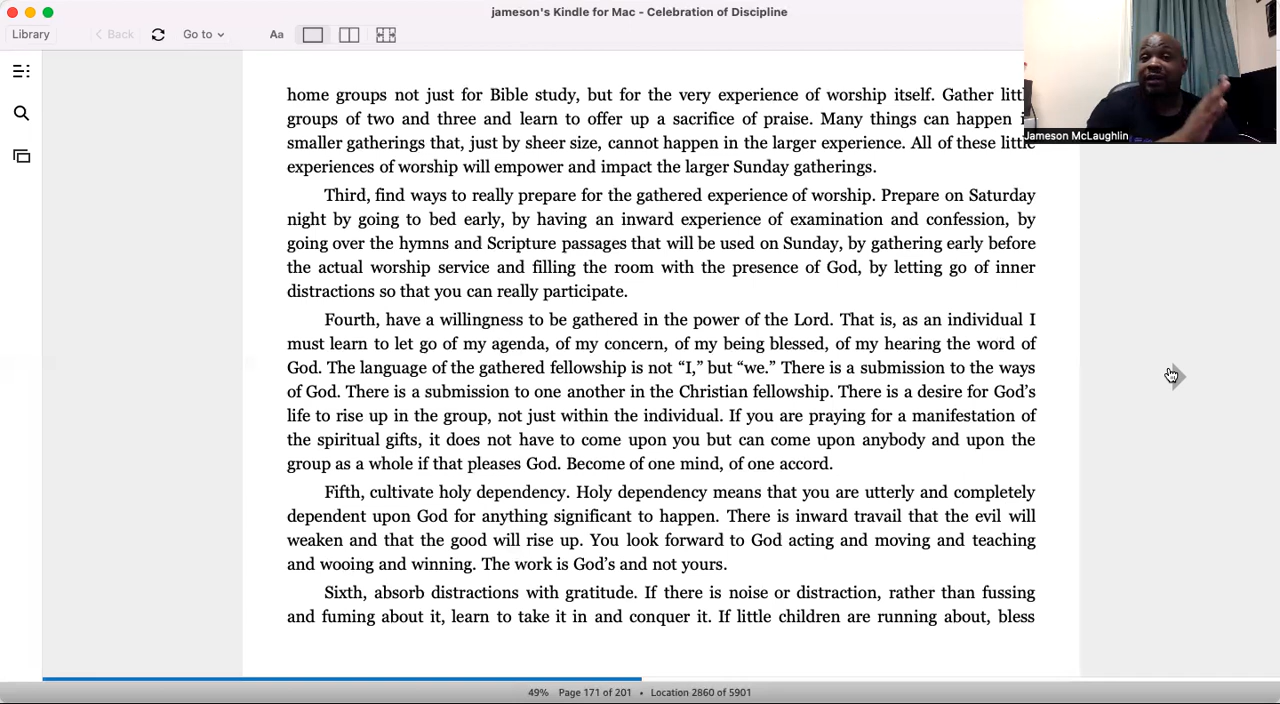 jameson's Kindle for Mac - Celebration of Discipline
Library
Back
Go to
Aa
Jameson McLaughlin
home groups not just for Bible study, but for the very experience of worship itself. Gather
groups of two and three and learn to offer up a sacrifice of praise. Many things can happen
smaller gatherings that, just by sheer size, cannot happen in the larger experience. All of these little
experiences of worship will empower and impact the larger Sunday gatherings.
Third, find ways to really prepare for the gathered experience of worship. Prepare on Saturday
night by going to bed early, by having an inward experience of examination and confession, by
going over the hymns and Scripture passages that will be used on Sunday, by gathering early before
the actual worship service and filling the room with the presence of God, by letting go of inner
distractions so that you can really participate.
Fourth, have a willingness to be gathered in the power of the Lord. That is, as an individual I
must learn to let go of my agenda, of my concern, of my being blessed, of my hearing the word of
God. The language of the gathered fellowship is not “I,” but “we.” There is a submission to the ways
of God. There is a submission to one another in the Christian fellowship. There is a desire for God’s
life to rise up in the group, not just within the individual. If you are praying for a manifestation of
the spiritual gifts, it does not have to come upon you but can come upon anybody and upon the
group as a whole if that pleases God. Become of one mind, of one accord.
Fifth, cultivate holy dependency. Holy dependency means that you are utterly and completely
dependent upon God for anything significant to happen. There is inward travail that the evil will
weaken and that the good will rise up. You look forward to God acting and moving and teaching
and wooing and winning. The work is God’s and not yours.
Sixth, absorb distractions with gratitude. If there is noise or distraction, rather than fussing
and fuming about it, learn to take it in and conquer it. If little children are running about, bless
49% Page 171 of 201 • Location 2860 of 5901